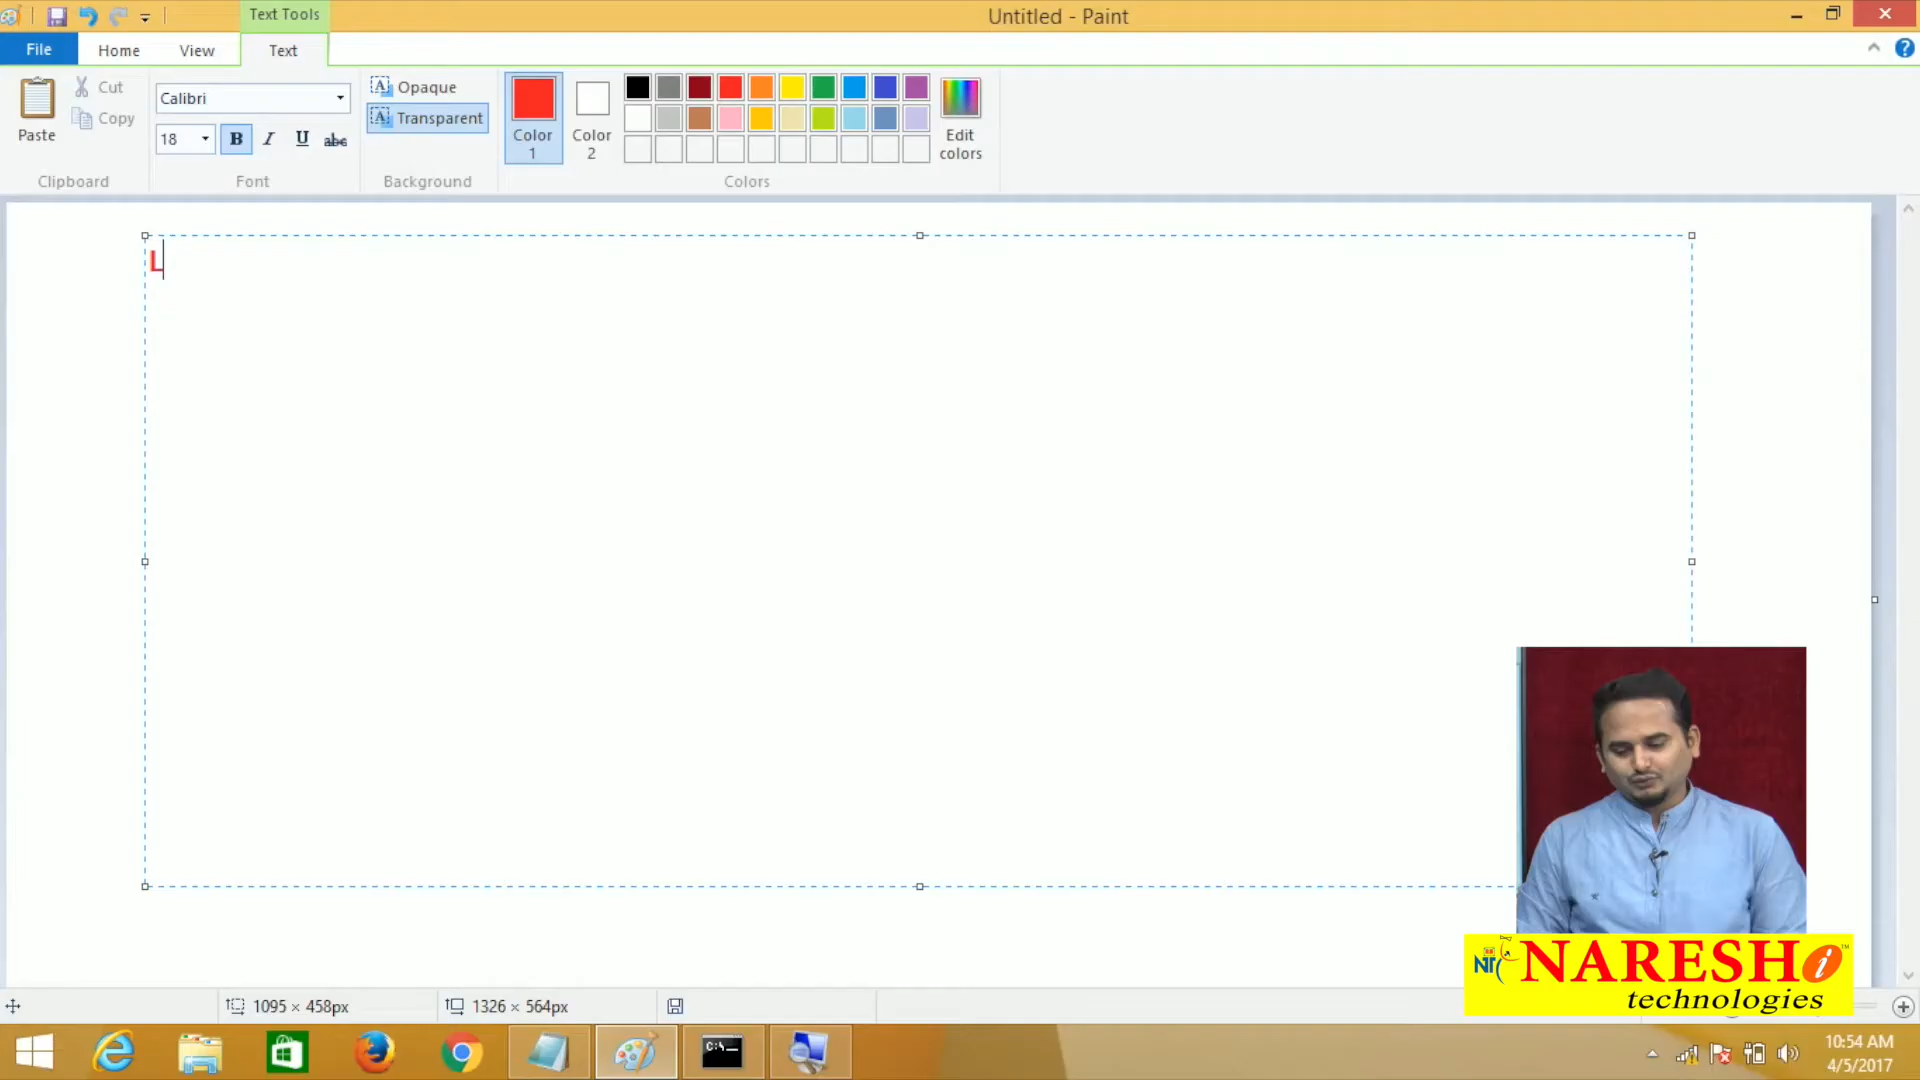 Text Tools
Untitled - Paint
File Home View Text
Paste
Cut
Copy
Clipboard
Calibri
18 B I U abc
Font
Opaque
Transparent
Background
Color 1
Color 2
Edit colors
Colors
L
1095 × 458px
1326 × 564px
NT
NARESH i ™
technologies
C:\
10:54 AM
4/5/2017